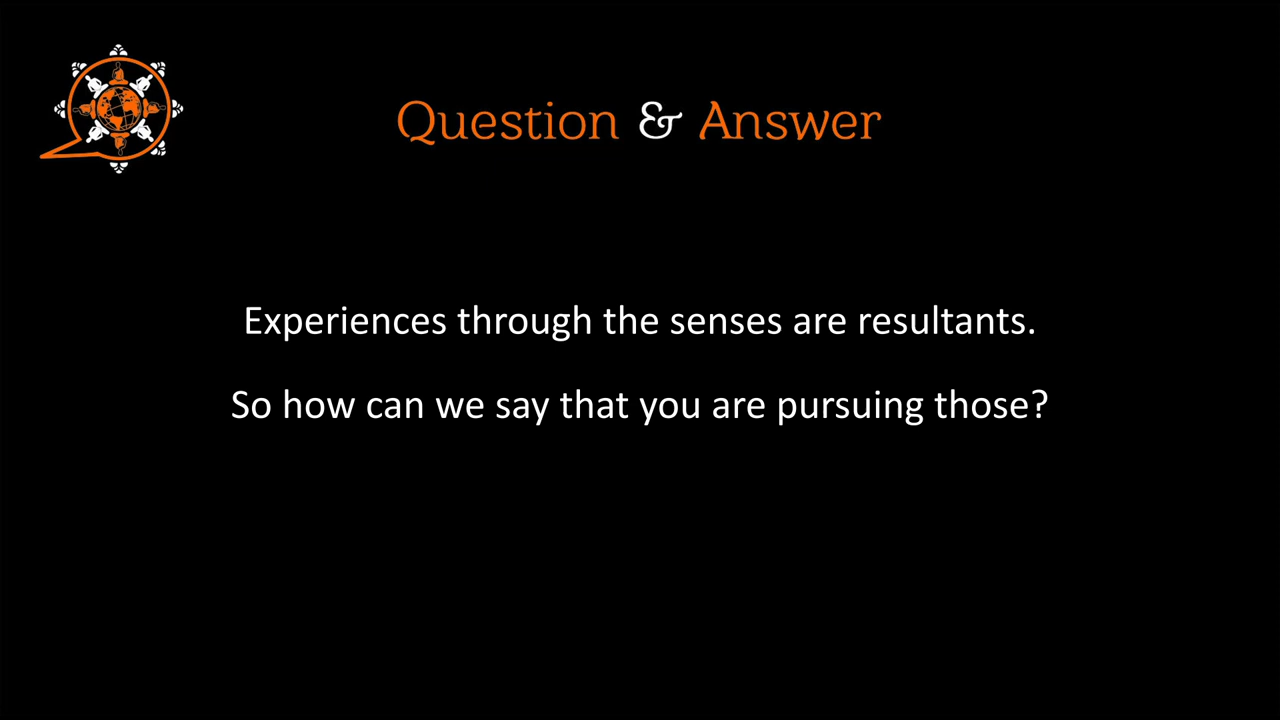 Question & Answer
Experiences through the senses are resultants.
So how can we say that you are pursuing those?